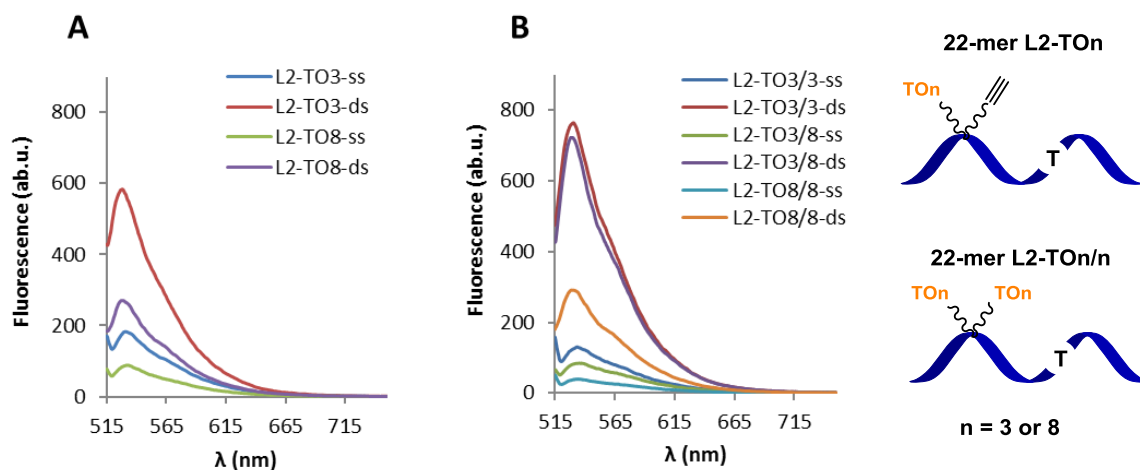 A
Fluorescence (ab.u.)
800
600
400
200
0
515 565 615 665 715
λ (nm)
L2-TO3-ss
L2-TO3-ds
L2-TO8-ss
L2-TO8-ds
B
Fluorescence (ab.u.)
800
600
400
200
0
515 565 615 665 715
λ (nm)
L2-TO3/3-ss
L2-TO3/3-ds
L2-TO3/8-ss
L2-TO3/8-ds
L2-TO8/8-ss
L2-TO8/8-ds
22-mer L2-TOn
TOn
T
22-mer L2-TOn/n
TOn TOn
T
n = 3 or 8